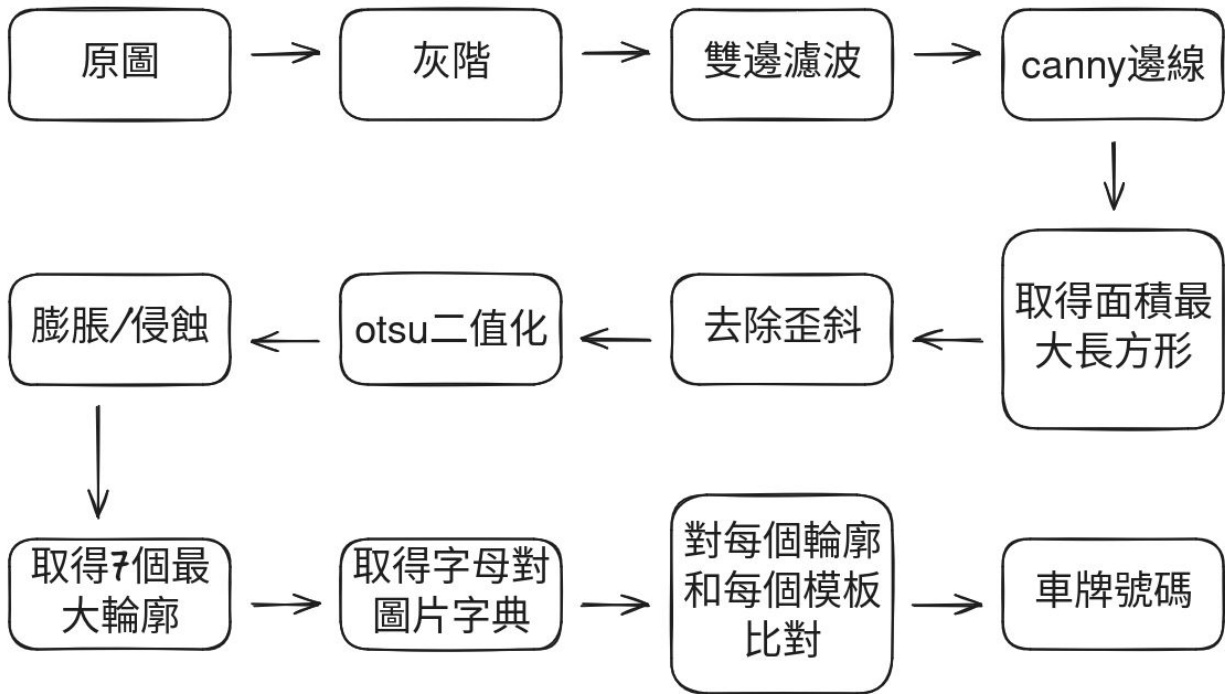 原圖
灰階
雙邊濾波
canny邊線
取得面積最
大長方形
去除歪斜
otsu二值化
膨脹/侵蝕
取得7個最
大輪廓
取得字母對
圖片字典
對每個輪廓
和每個模板
比對
車牌號碼